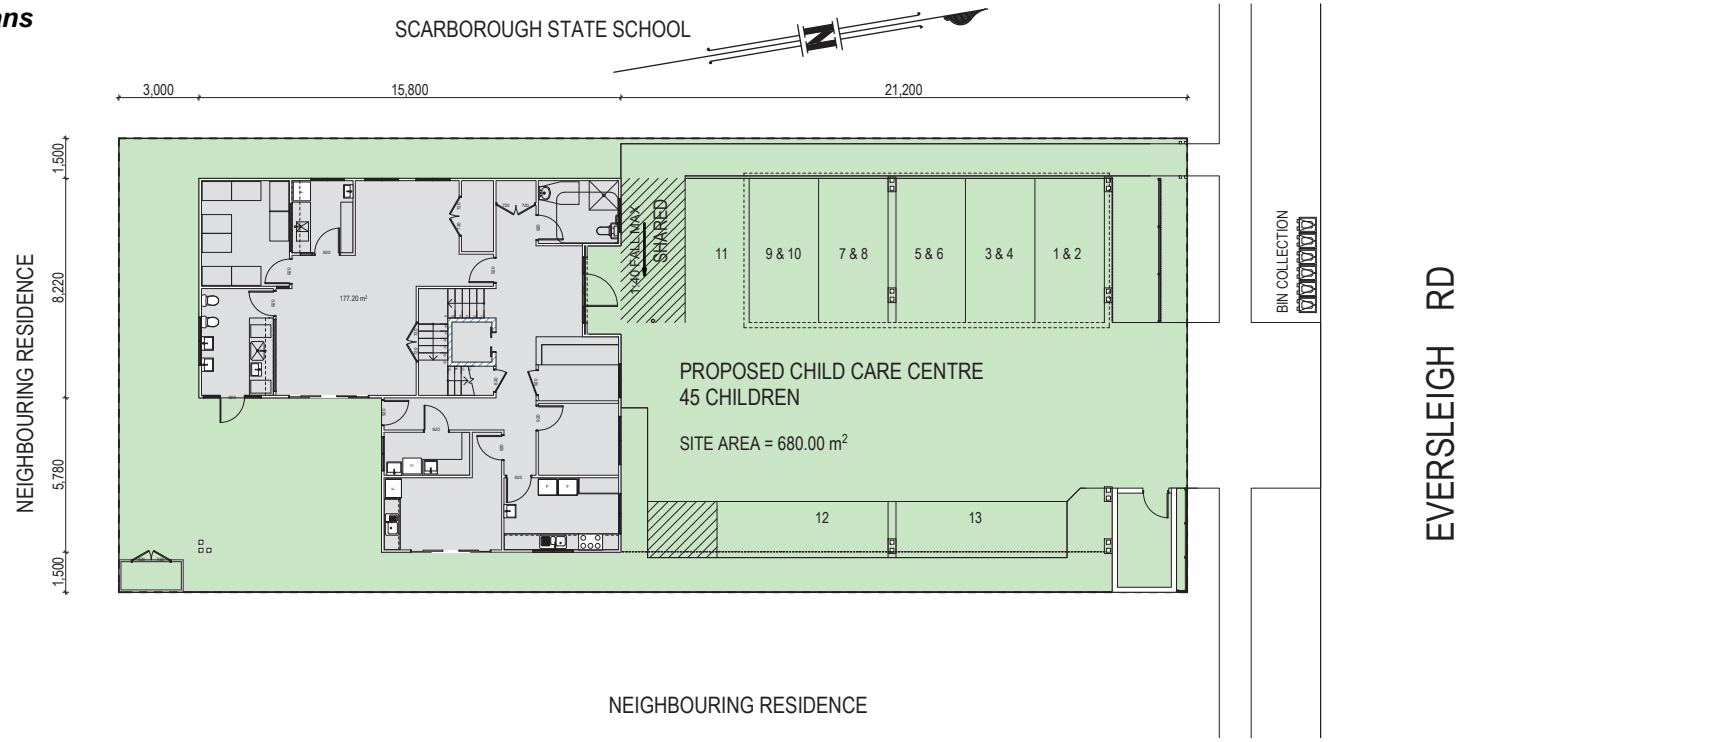 ans
SCARBOROUGH STATE SCHOOL
N
3,000
15,800
21,200
1,500
8,220
5,780
1,500
NEIGHBOURING RESIDENCE
177.20 m²
1:40 FALL MAX
SHARED
11
9 & 10
7 & 8
5 & 6
3 & 4
1 & 2
BIN COLLECTION
EVERSLEIGH RD
PROPOSED CHILD CARE CENTRE
45 CHILDREN
SITE AREA = 680.00 m²
12
13
NEIGHBOURING RESIDENCE